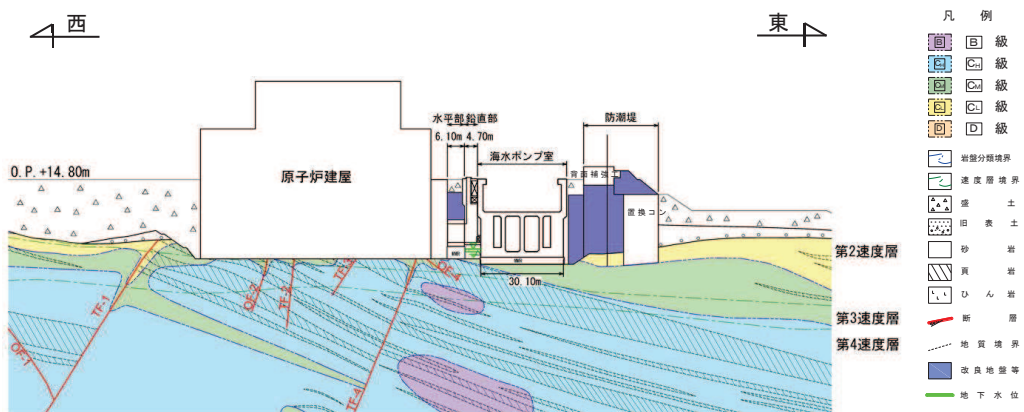 西
東
水平部
鉛直部
6.10m
4.70m
防潮堤
海水ポンプ室
背面補強工
O.P.+14.80m
原子炉建屋
置換コン
30.10m
第2速度層
第3速度層
第4速度層
TF-1
OF-1
OF-2
TF-2
TF-3
OF-4
TF-4
凡 例
B B 級
CH CH 級
CM CM 級
CL CL 級
D D 級
岩盤分類境界
速度層境界
盛 土
旧 表 土
砂 岩
頁 岩
ひ ん 岩
断 層
地 質 境 界
改 良 地 盤 等
地 下 水 位